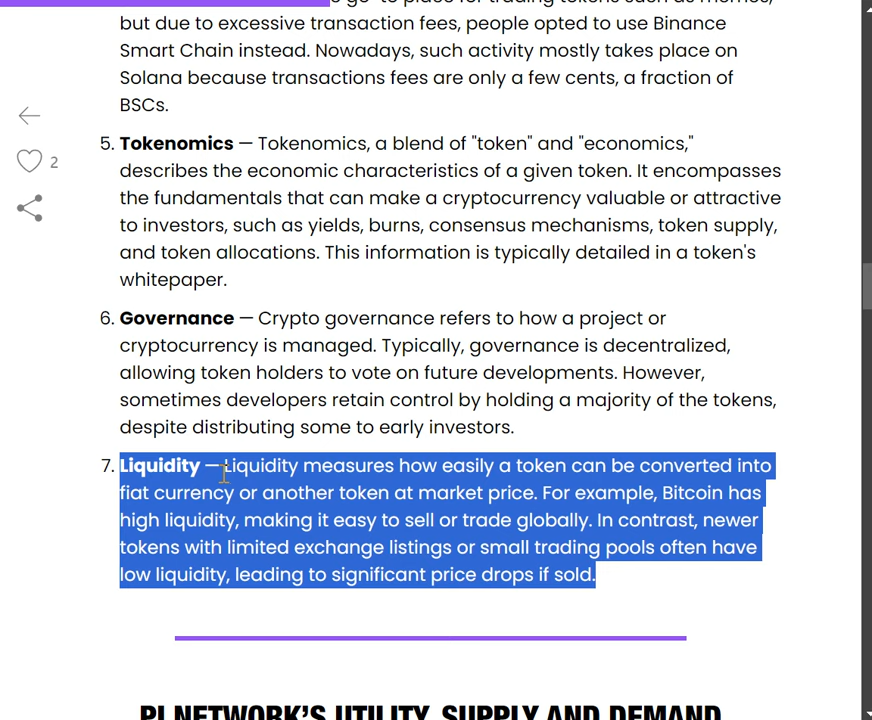 but due to excessive transaction fees, people opted to use Binance
Smart Chain instead. Nowadays, such activity mostly takes place on
Solana because transactions fees are only a few cents, a fraction of
BSCs.
2
5. Tokenomics — Tokenomics, a blend of "token" and "economics,"
describes the economic characteristics of a given token. It encompasses
the fundamentals that can make a cryptocurrency valuable or attractive
to investors, such as yields, burns, consensus mechanisms, token supply,
and token allocations. This information is typically detailed in a token's
whitepaper.
6. Governance — Crypto governance refers to how a project or
cryptocurrency is managed. Typically, governance is decentralized,
allowing token holders to vote on future developments. However,
sometimes developers retain control by holding a majority of the tokens,
despite distributing some to early investors.
7. Liquidity — Liquidity measures how easily a token can be converted into
fiat currency or another token at market price. For example, Bitcoin has
high liquidity, making it easy to sell or trade globally. In contrast, newer
tokens with limited exchange listings or small trading pools often have
low liquidity, leading to significant price drops if sold.
PI NETWORK'S UTILITY, SUPPLY AND DEMAND